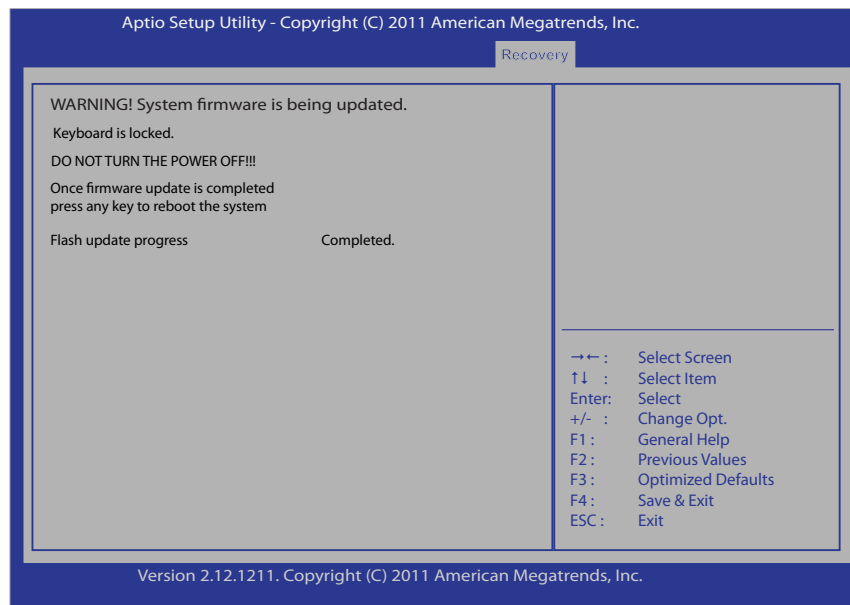 Aptio Setup Utility - Copyright (C) 2011 American Megatrends, Inc.
Recovery
WARNING! System firmware is being updated.
Keyboard is locked.
DO NOT TURN THE POWER OFF!!!
Once firmware update is completed
press any key to reboot the system
Flash update progress Completed.
→← : Select Screen
↑↓ : Select Item
Enter: Select
+/- : Change Opt.
F1 : General Help
F2 : Previous Values
F3 : Optimized Defaults
F4 : Save & Exit
ESC : Exit
Version 2.12.1211. Copyright (C) 2011 American Megatrends, Inc.